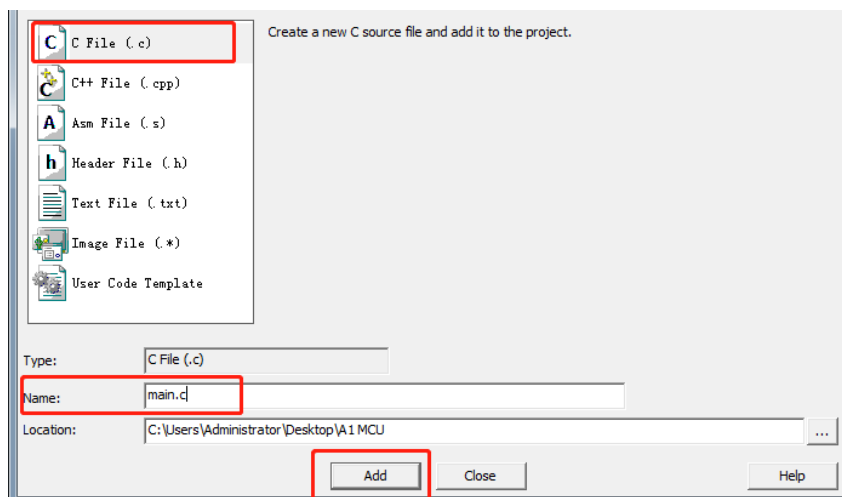 C File (.c)
Create a new C source file and add it to the project.
C++ File (.cpp)
Asm File (.s)
Header File (.h)
Text File (.txt)
Image File (.*)
User Code Template
Type:
C File (.c)
Name:
main.c
Location:
C:\Users\Administrator\Desktop\A1 MCU
...
Add
Close
Help